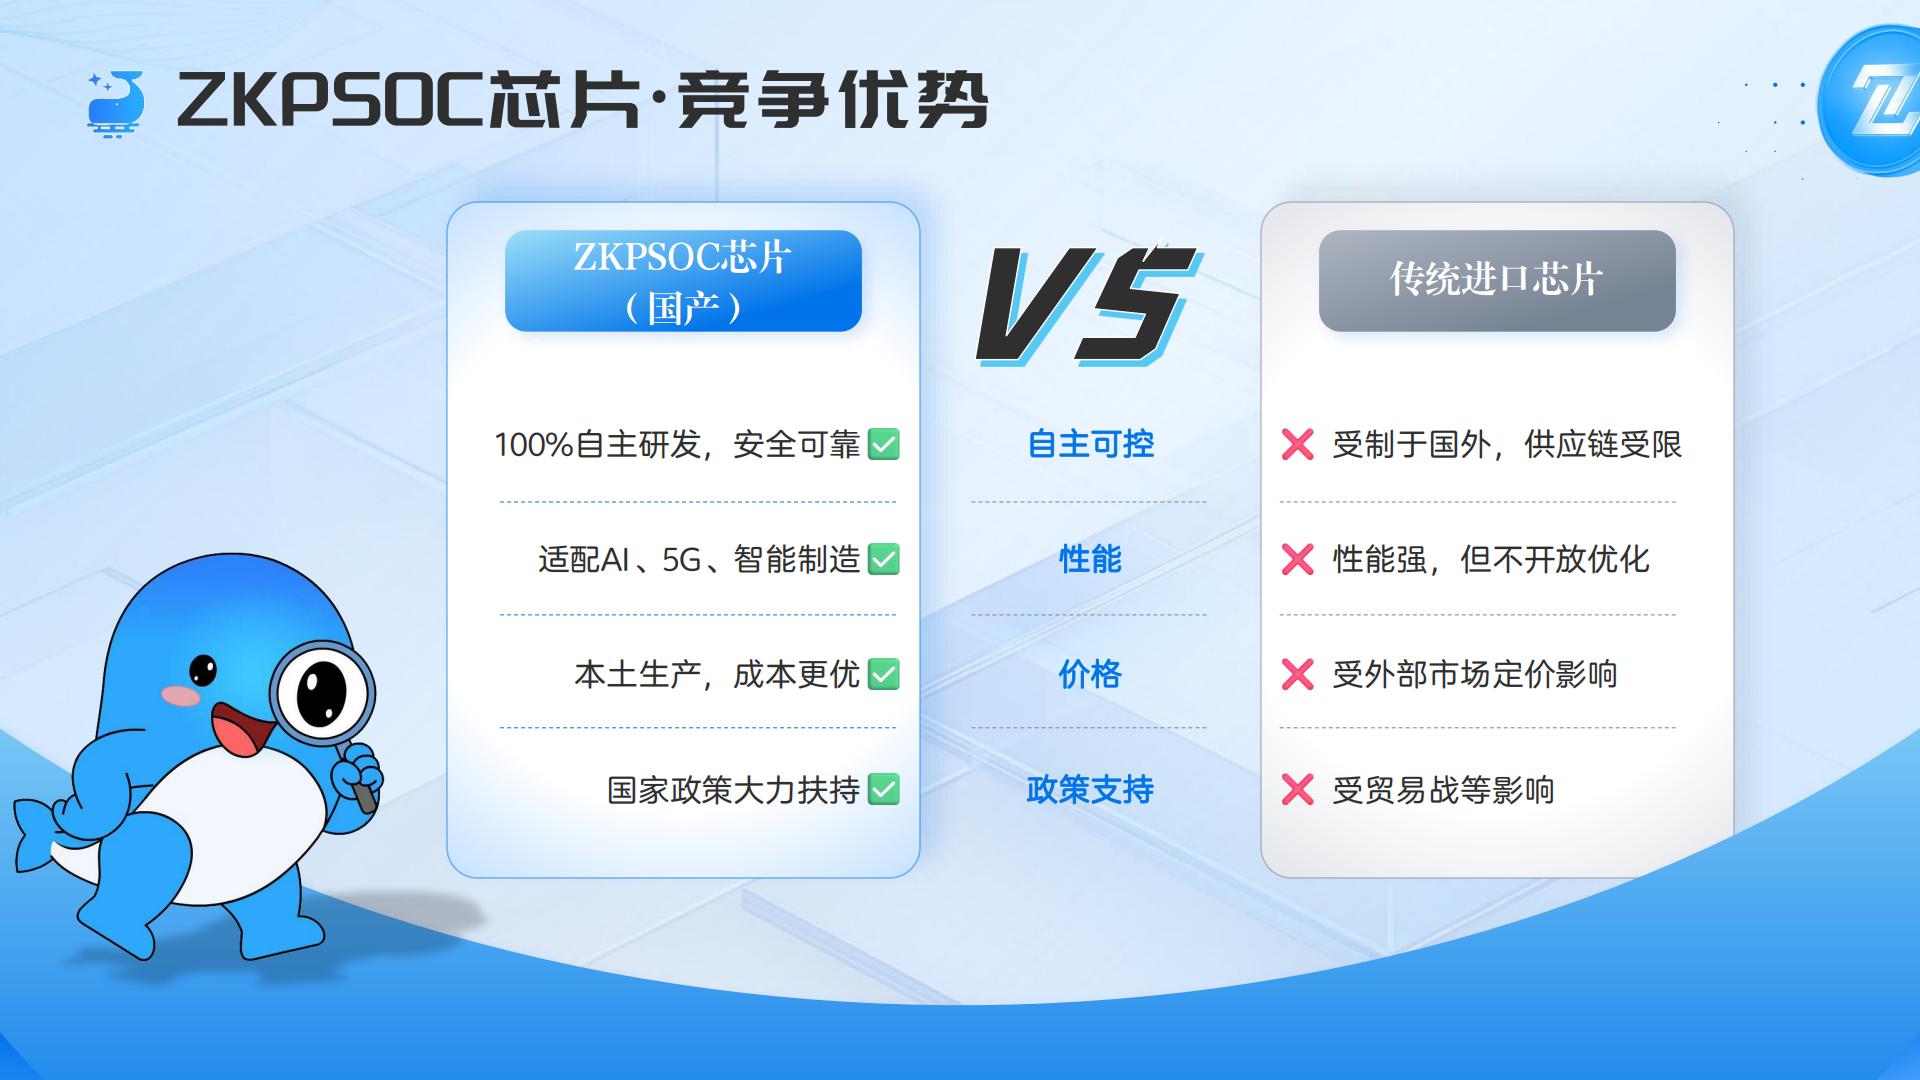 ZKPSOC芯片·竞争优势
ZKPSOC芯片
（国产）
VS
传统进口芯片
100%自主研发，安全可靠
自主可控
受制于国外，供应链受限
适配AI、5G、智能制造
性能
性能强，但不开放优化
本土生产，成本更优
价格
受外部市场定价影响
国家政策大力扶持
政策支持
受贸易战等影响